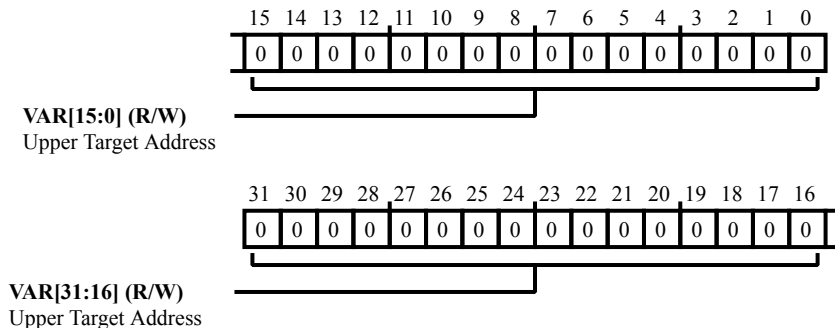 15 14 13 12 11 10 9 8 7 6 5 4 3 2 1 0
0 0 0 0 0 0 0 0 0 0 0 0 0 0 0 0
VAR[15:0] (R/W)
Upper Target Address
31 30 29 28 27 26 25 24 23 22 21 20 19 18 17 16
0 0 0 0 0 0 0 0 0 0 0 0 0 0 0 0
VAR[31:16] (R/W)
Upper Target Address